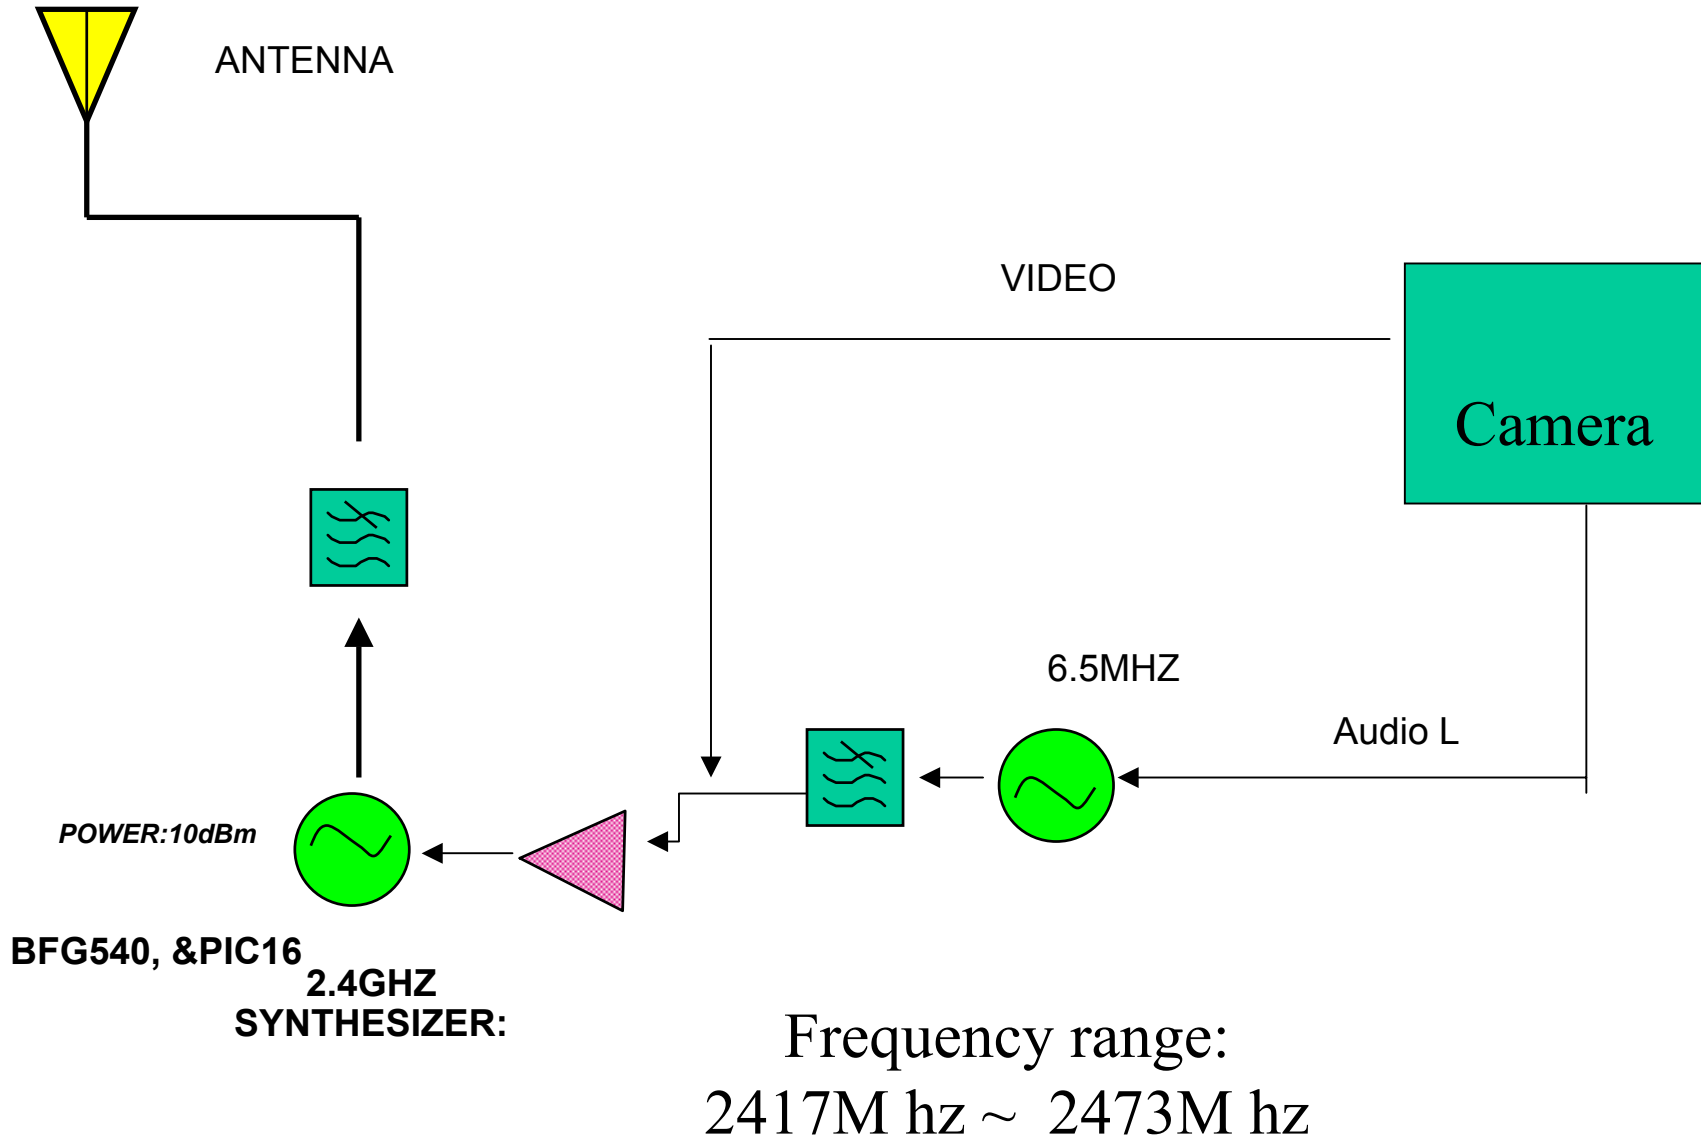 ANTENNA
VIDEO
Camera
6.5MHZ
Audio L
POWER:10dBm
BFG540, &PIC16
2.4GHZ
SYNTHESIZER:
Frequency range:
2417M hz ~ 2473M hz